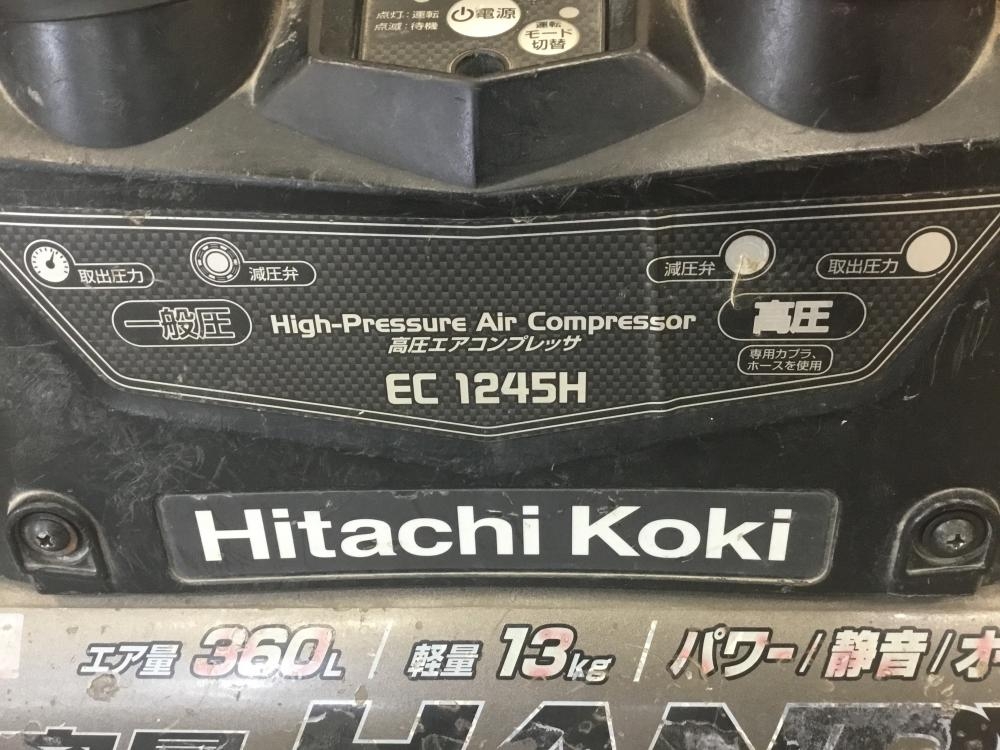 点灯：運転
点滅：待機
電源
運転
モード
切替
取出圧力
減圧弁
減圧弁
取出圧力
一般圧
High-Pressure Air Compressor
高圧
高圧エアコンプレッサ
専用カプラ、
ホースを使用
EC 1245H
Hitachi Koki
エア量 360L 軽量 13kg パワー/静音/オ